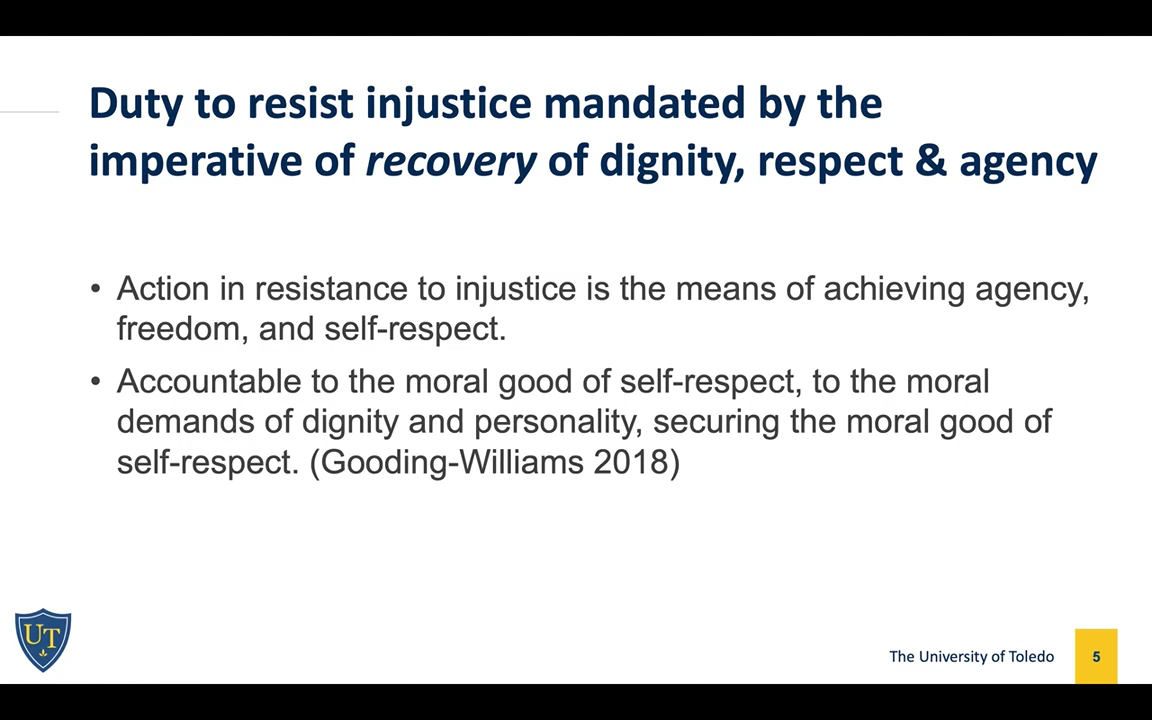 Duty to resist injustice mandated by the
imperative of recovery of dignity, respect & agency
• Action in resistance to injustice is the means of achieving agency,
freedom, and self-respect.
• Accountable to the moral good of self-respect, to the moral
demands of dignity and personality, securing the moral good of
self-respect. (Gooding-Williams 2018)
UT
The University of Toledo
5